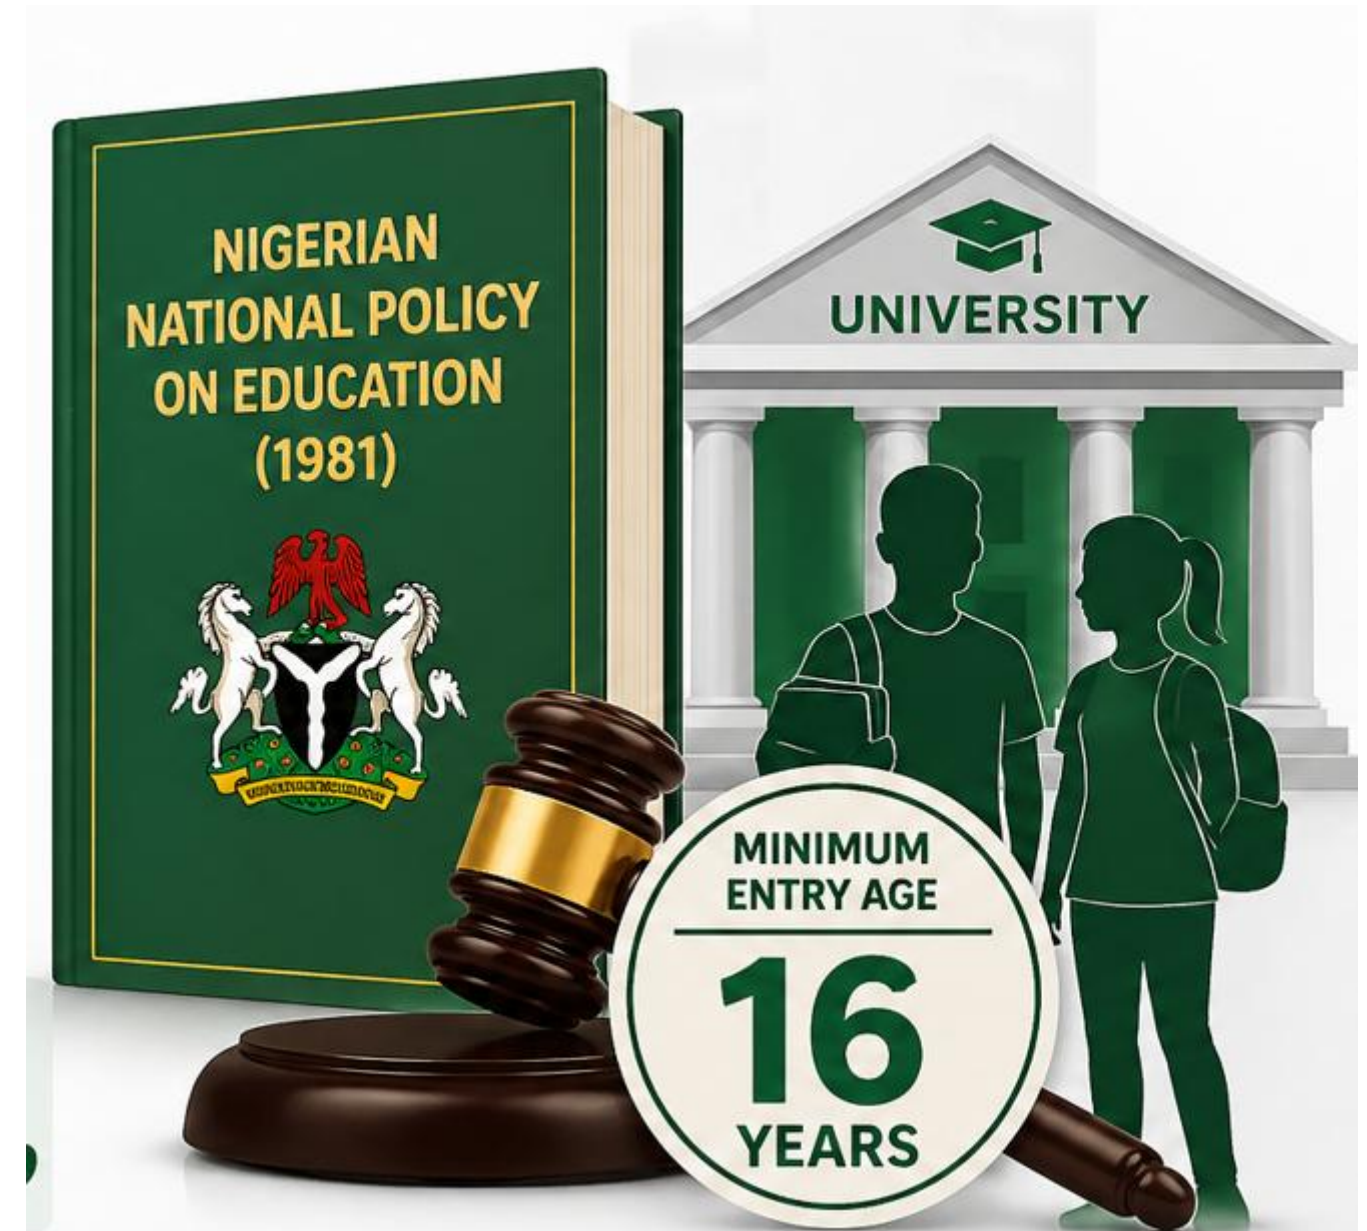 NIGERIAN
NATIONAL POLICY
ON EDUCATION
(1981)
UNIVERSITY
MINIMUM
ENTRY AGE
16
YEARS